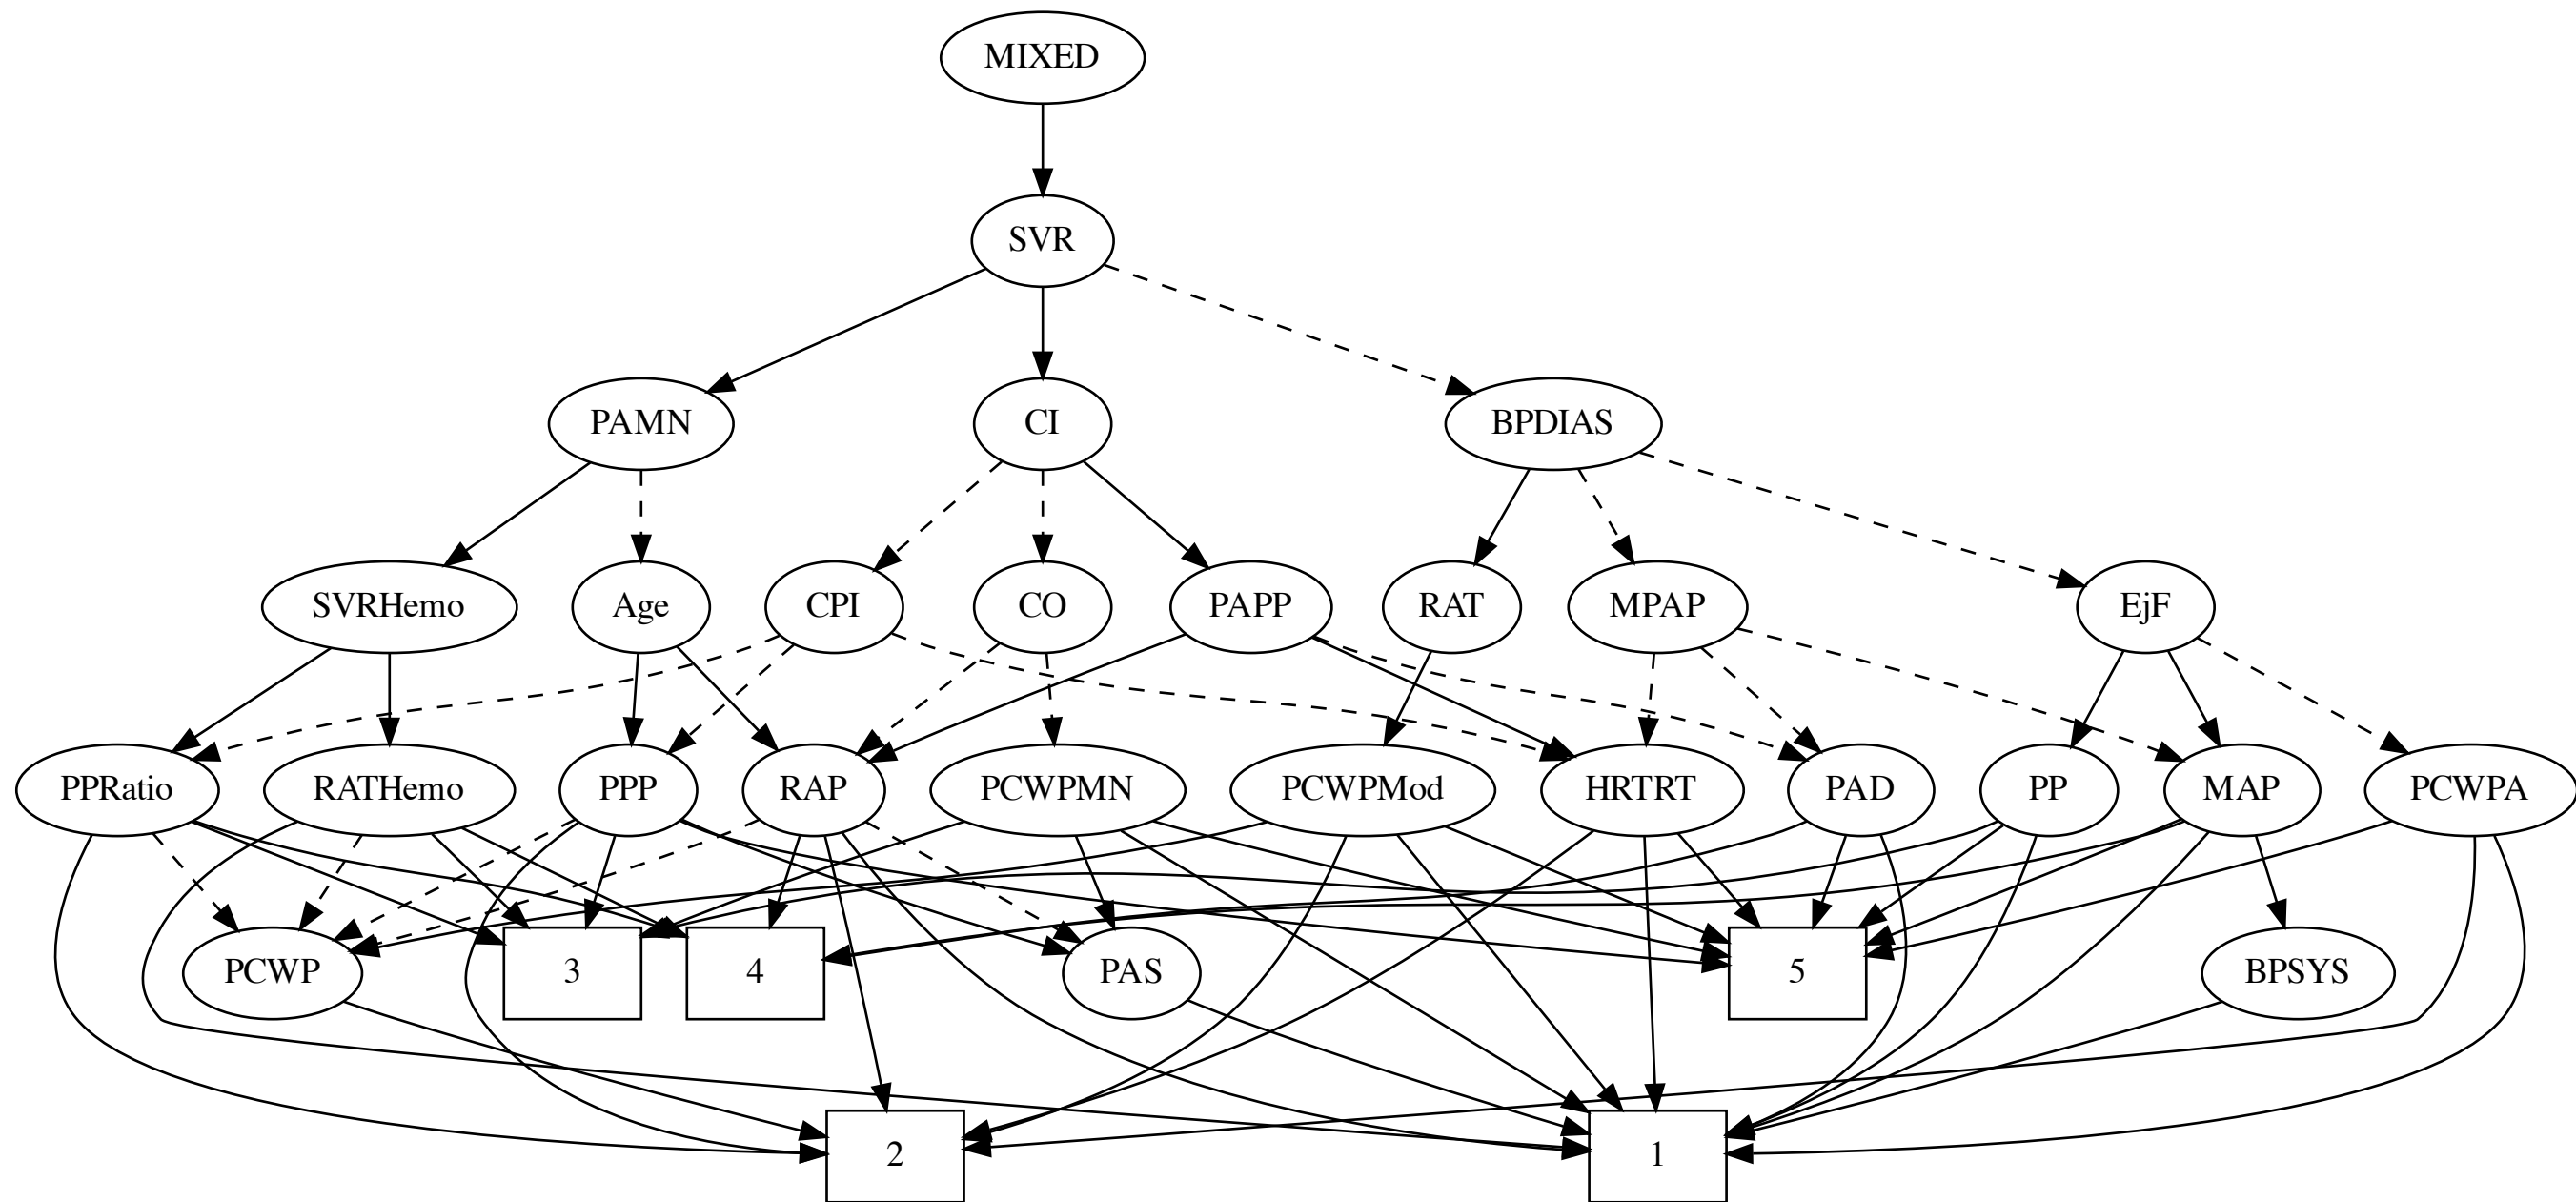 MIXED
SVR
PAMN
CI
BPDIAS
SVRHemo
Age
CPI
CO
PAPP
RAT
MPAP
EjF
PPRatio
RATHemo
PPP
RAP
PCWPMN
PCWPMod
HRTRT
PAD
PP
MAP
PCWPA
PCWP
3
4
PAS
5
BPSYS
2
1